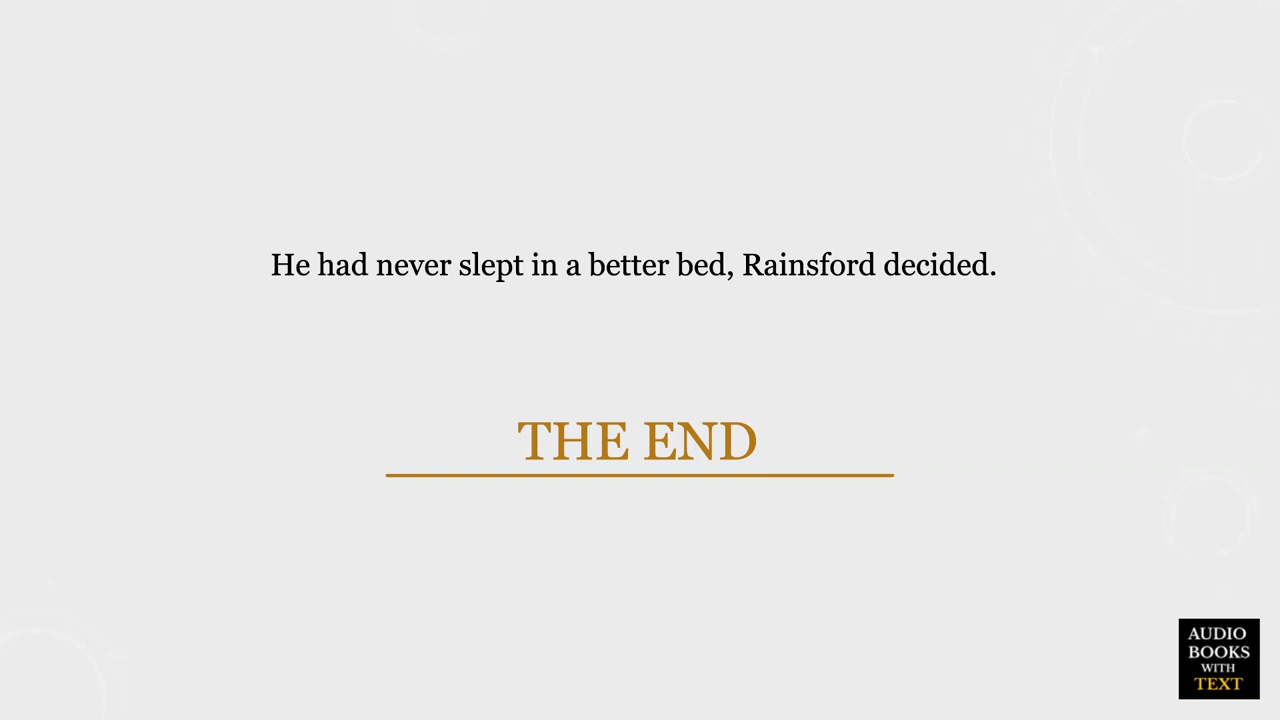 He had never slept in a better bed, Rainsford decided.
THE END
AUDIO
BOOKS
WITH
TEXT